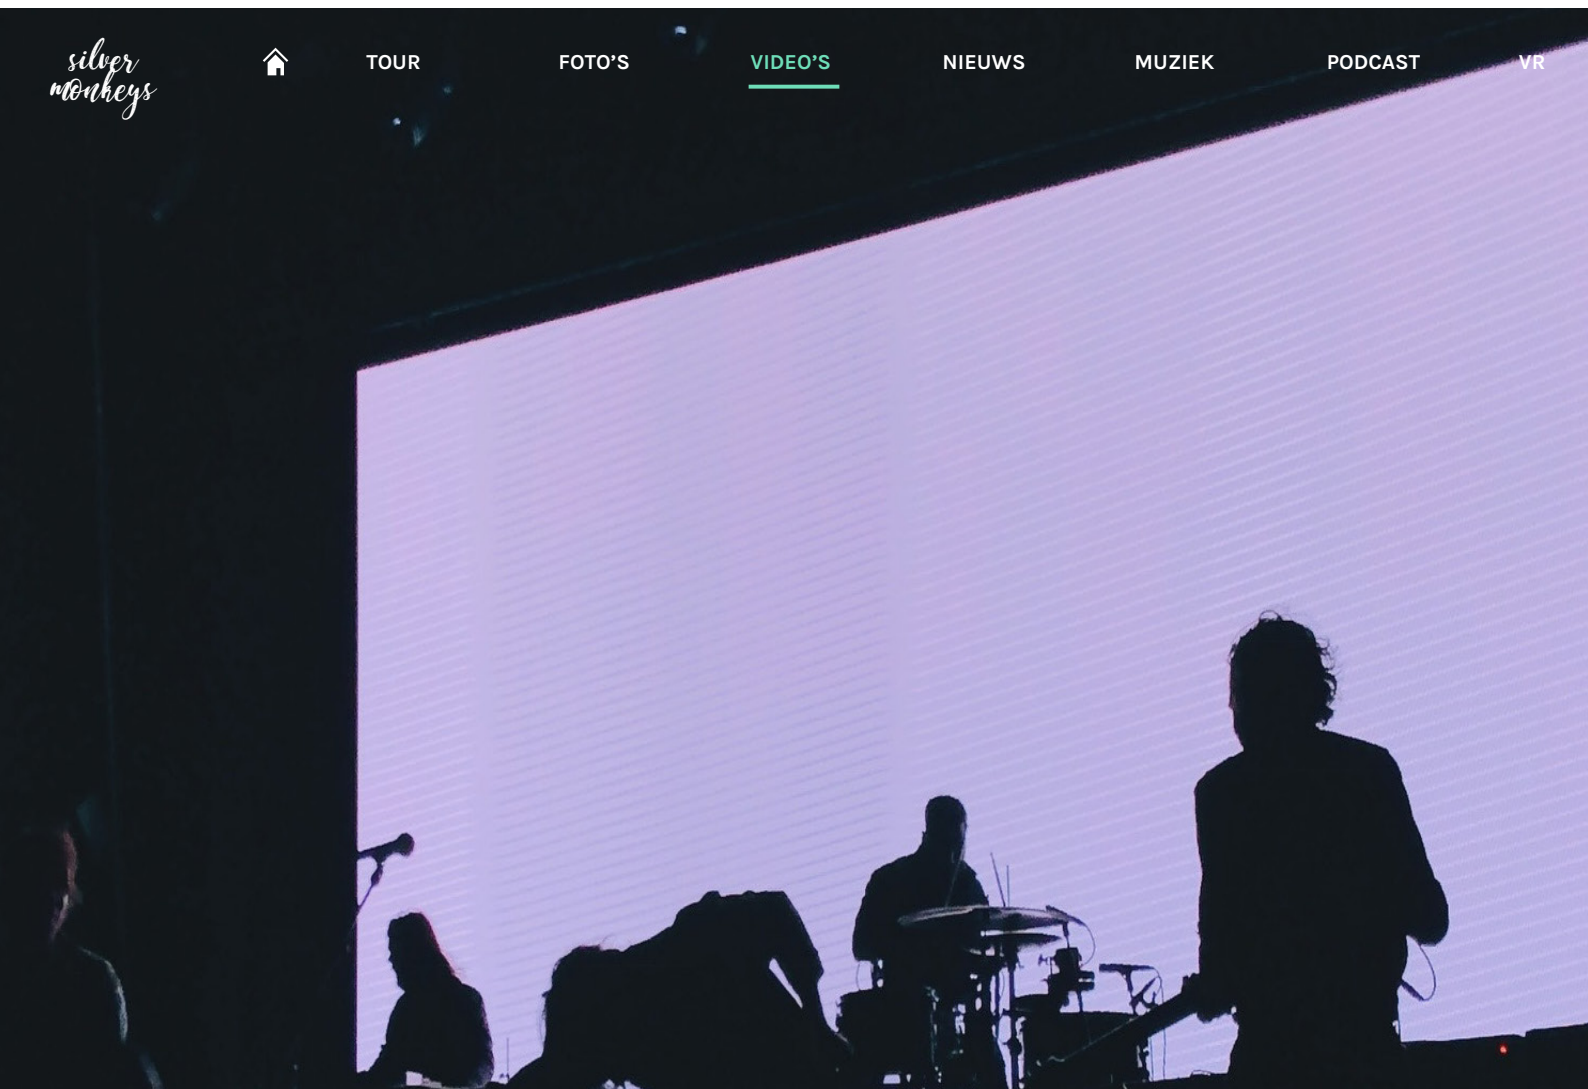 silver
monkeys
TOUR
FOTO’S
VIDEO’S
NIEUWS
MUZIEK
PODCAST
VR